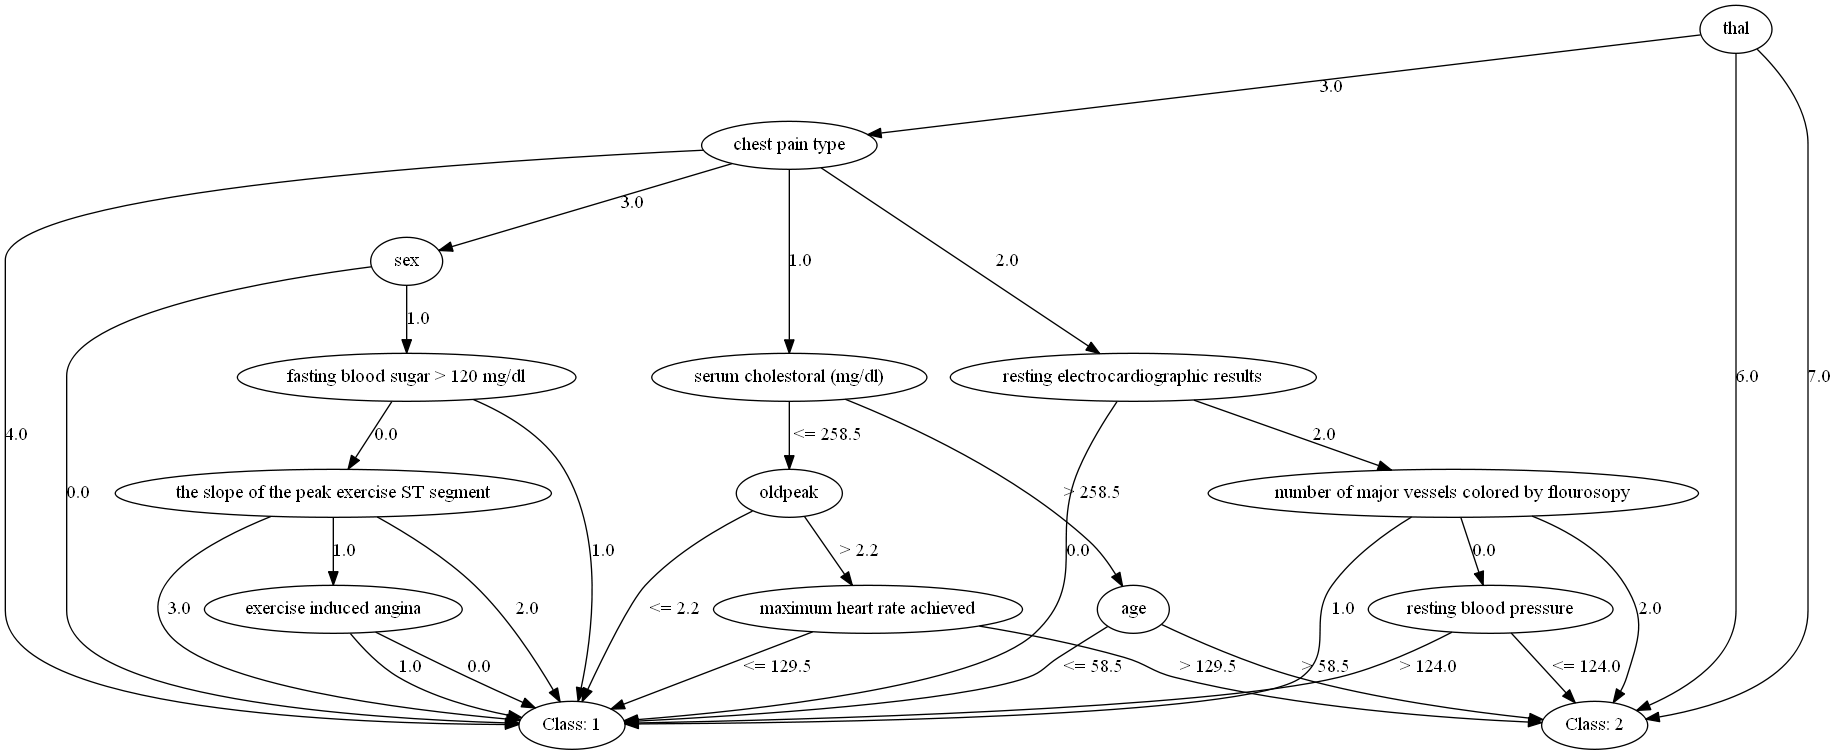 thal
3.0
chest pain type
3.0
sex
1.0
2.0
1.0
fasting blood sugar > 120 mg/dl
serum cholestoral (mg/dl)
resting electrocardiographic results
6.0
7.0
4.0
0.0
<= 258.5
2.0
0.0
the slope of the peak exercise ST segment
oldpeak
> 258.5
number of major vessels colored by flourosopy
1.0
1.0
> 2.2
0.0
0.0
3.0
exercise induced angina
2.0
<= 2.2
maximum heart rate achieved
age
1.0
resting blood pressure
2.0
1.0
0.0
<= 129.5
<= 58.5
> 129.5
> 58.5
> 124.0
<= 124.0
Class: 1
Class: 2